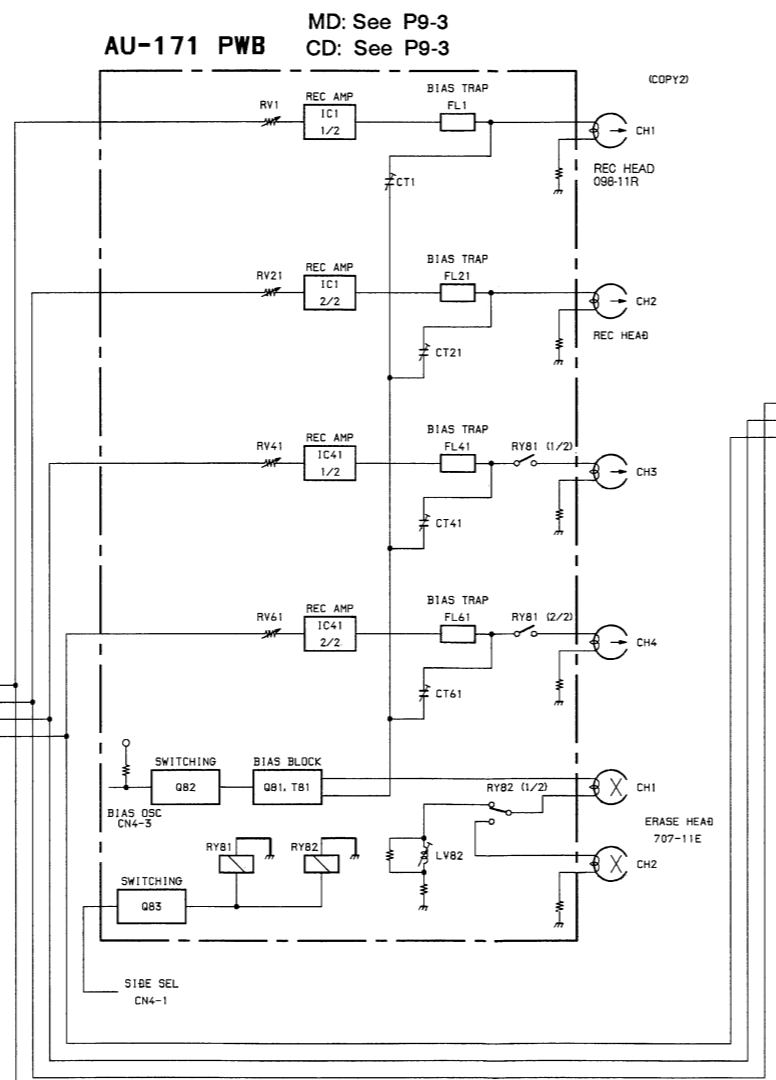 MD: See P9-3
AU-171 PWB
CD: See P9-3
(COPY2)
BIAS TRAP
FL1
REC AMP
IC1
1/2
RV1
CH1
CT1
REC HEAD
098-11R
BIAS TRAP
FL21
REC AMP
IC1
2/2
RV21
CH2
CT21
REC HEAD
BIAS TRAP
FL41
REC AMP
IC41
1/2
RV41
RY81 (1/2)
CH3
CT41
BIAS TRAP
FL61
REC AMP
IC41
2/2
RV61
RY81 (2/2)
CH4
CT61
SWITCHING
Q82
BIAS BLOCK
Q81, T81
RY82 (1/2)
CH1
BIAS OSC
CN4-3
ERASE HEAD
707-11E
RY81
RY82
LV82
CH2
SWITCHING
Q83
SIDE SEL
CN4-1